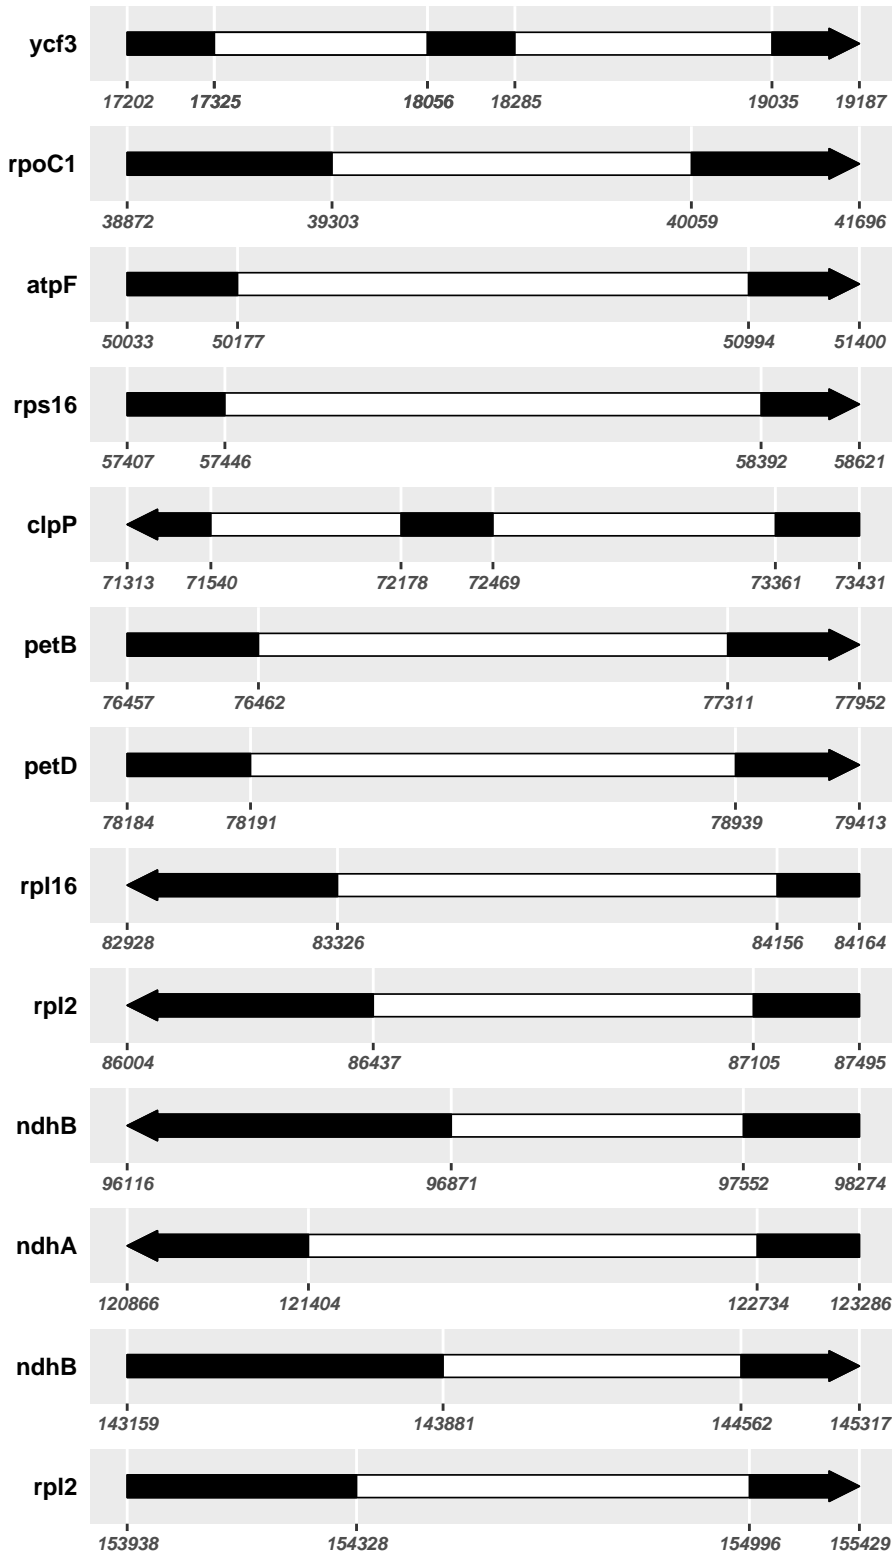 ycf3
17202 17325 18056 18285 19035 19187
rpoC1
38872 39303 40059 41696
atpF
50033 50177 50994 51400
rps16
57407 57446 58392 58621
clpP
71313 71540 72178 72469 73361 73431
petB
76457 76462 77311 77952
petD
78184 78191 78939 79413
rpl16
82928 83326 84156 84164
rpl2
86004 86437 87105 87495
ndhB
96116 96871 97552 98274
ndhA
120866 121404 122734 123286
ndhB
143159 143881 144562 145317
rpl2
153938 154328 154996 155429